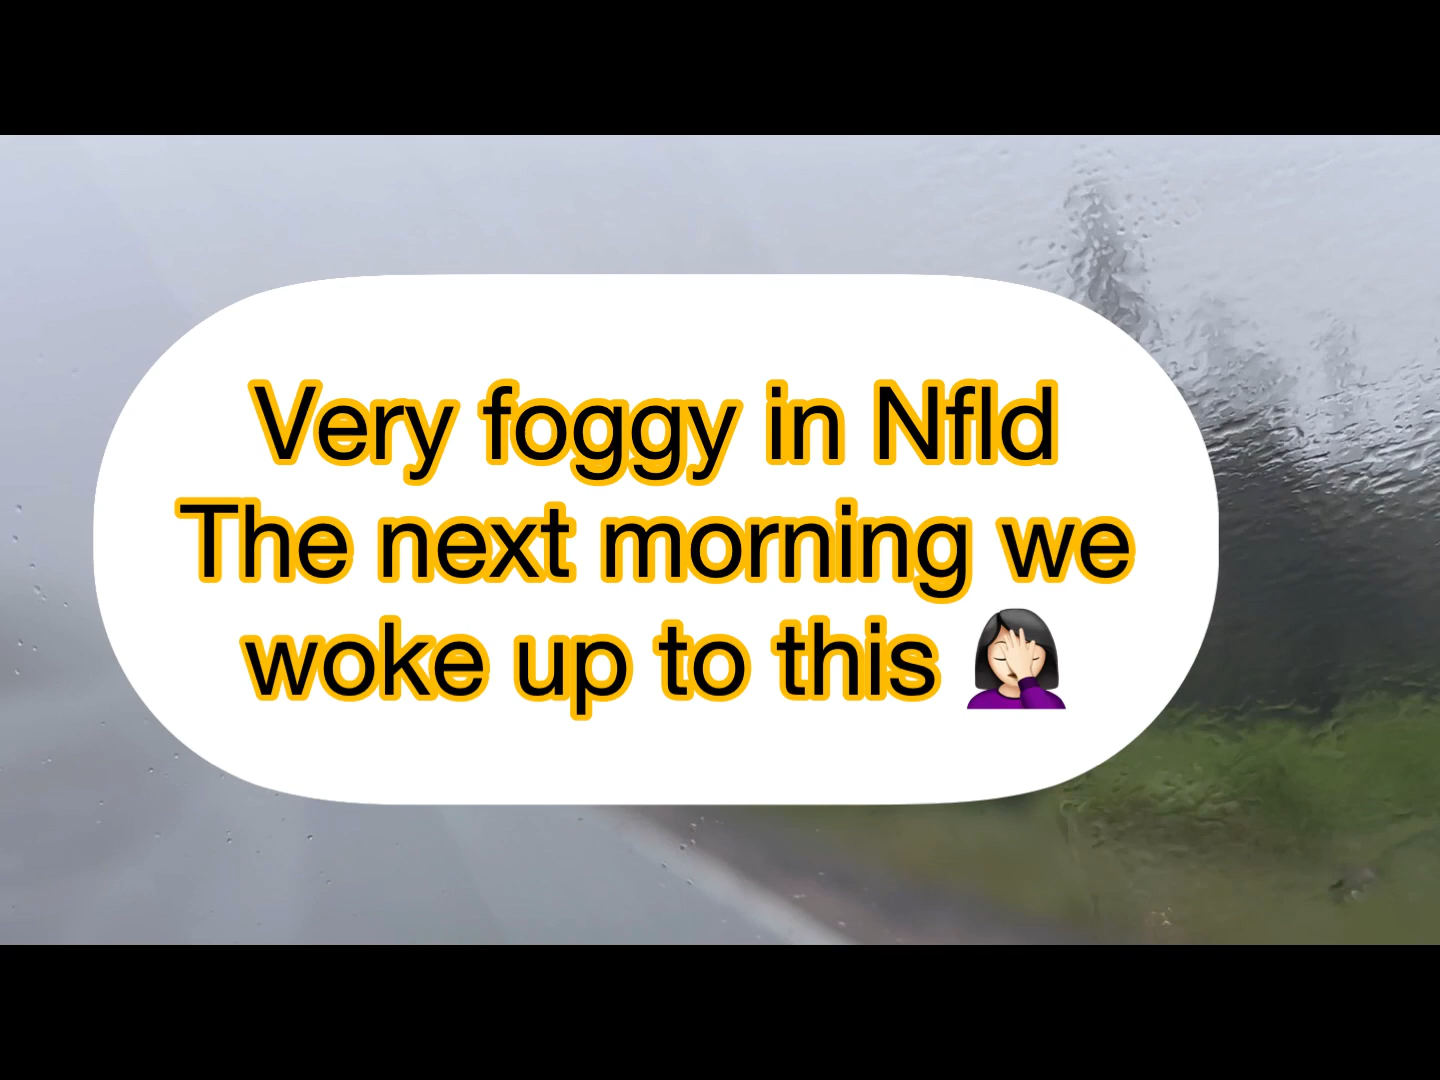 Very foggy in Nfld
The next morning we
woke up to this 🤦🏻‍♀️